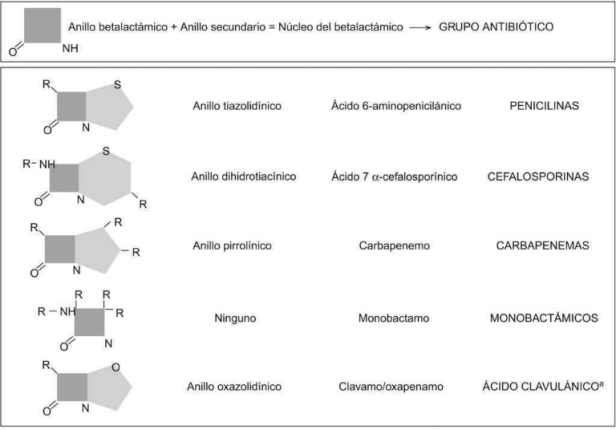 Anillo betalactámico + Anillo secundario = Núcleo del betalactámico → GRUPO ANTIBIÓTICO
O NH
R S
Anillo tiazolidínico Ácido 6-aminopenicilánico PENICILINAS
O N
S
R- NH
Anillo dihidrotiacínico Ácido 7 α-cefalosporínico CEFALOSPORINAS
O N R
R R
Anillo pirrolínico Carbapenemo CARBAPENEMAS
R
O N
R R
R - NH R
Ninguno Monobactamo MONOBACTÁMICOS
O N
R O
Anillo oxazolidínico Clavamo/oxapenamo ÁCIDO CLAVULÁNICOª
O N